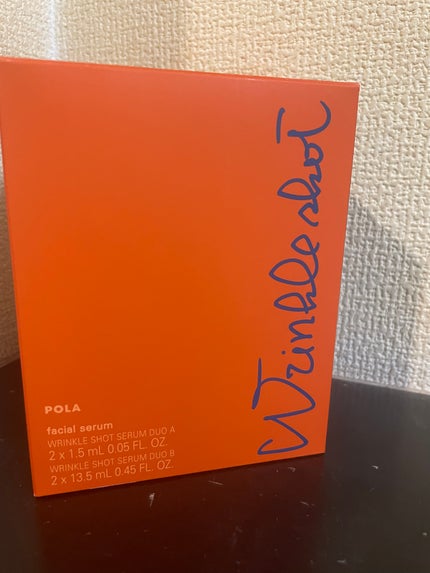 Wrinkle shot
POLA
facial serum
WRINKLE SHOT SERUM DUO A
2 x 1.5 mL 0.05 FL. OZ.
WRINKLE SHOT SERUM DUO B
2 x 13.5 mL 0.45 FL. OZ.